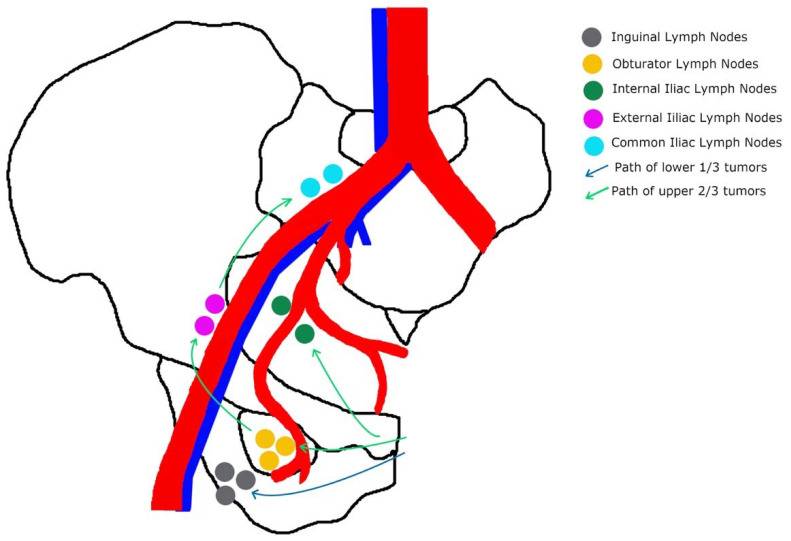 Inguinal Lymph Nodes
Obturator Lymph Nodes
Internal Iliac Lymph Nodes
External Iiliac Lymph Nodes
Common Iliac Lymph Nodes
Path of lower 1/3 tumors
Path of upper 2/3 tumors